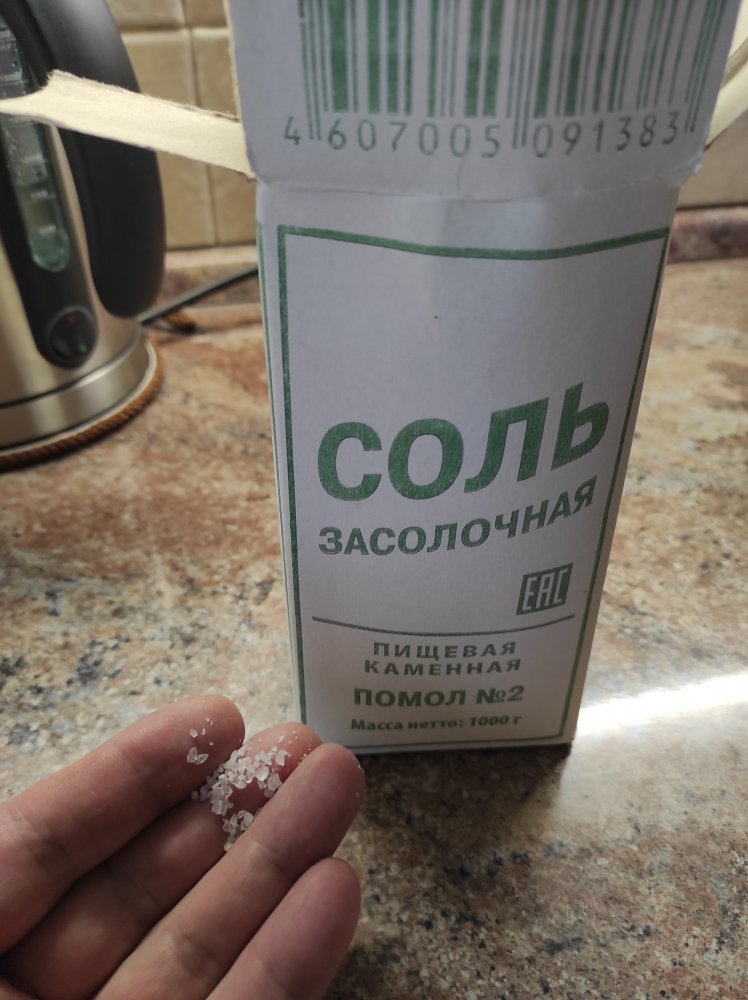 4 607005 091383
СОЛЬ
ЗАСОЛОЧНАЯ
EAC
ПИЩЕВАЯ
КАМЕННАЯ
ПОМОЛ №2
Масса нетто: 1000 г